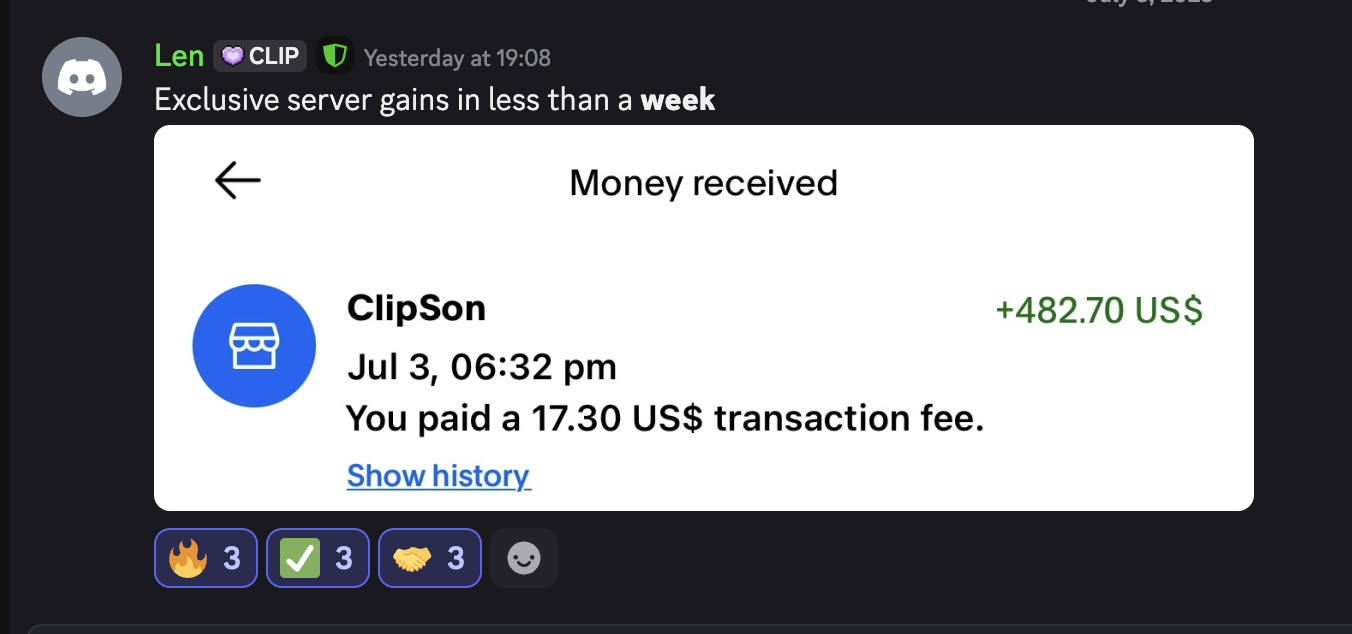 Len CLIP Yesterday at 19:08
Exclusive server gains in less than a week
Money received
ClipSon
+482.70 US$
Jul 3, 06:32 pm
You paid a 17.30 US$ transaction fee.
Show history
3 3 3